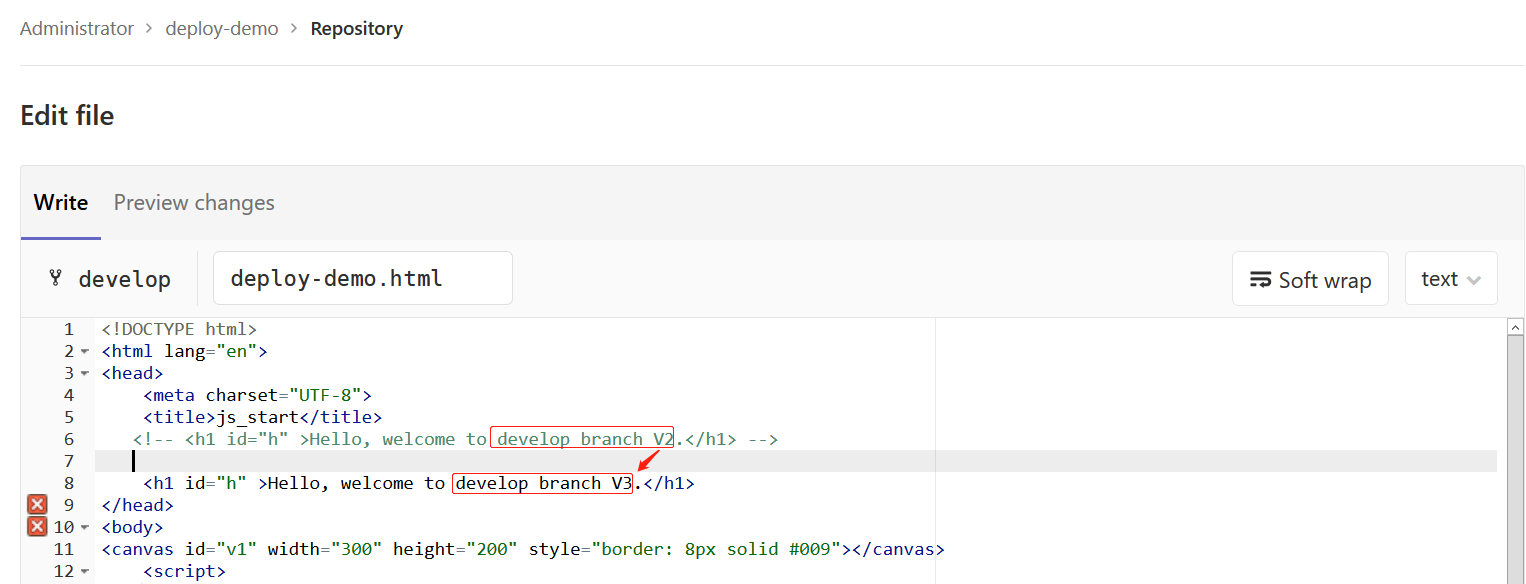 Administrator > deploy-demo > Repository
Edit file
Write Preview changes
develop deploy-demo.html Soft wrap text
1 <!DOCTYPE html>
2 <html lang="en">
3 <head>
4 <meta charset="UTF-8">
5 <title>js_start</title>
6 <!-- <h1 id="h" >Hello, welcome to develop branch V2.</h1> -->
7
8 <h1 id="h" >Hello, welcome to develop branch V3.</h1>
9 </head>
10 <body>
11 <canvas id="v1" width="300" height="200" style="border: 8px solid #009"></canvas>
12 <script>